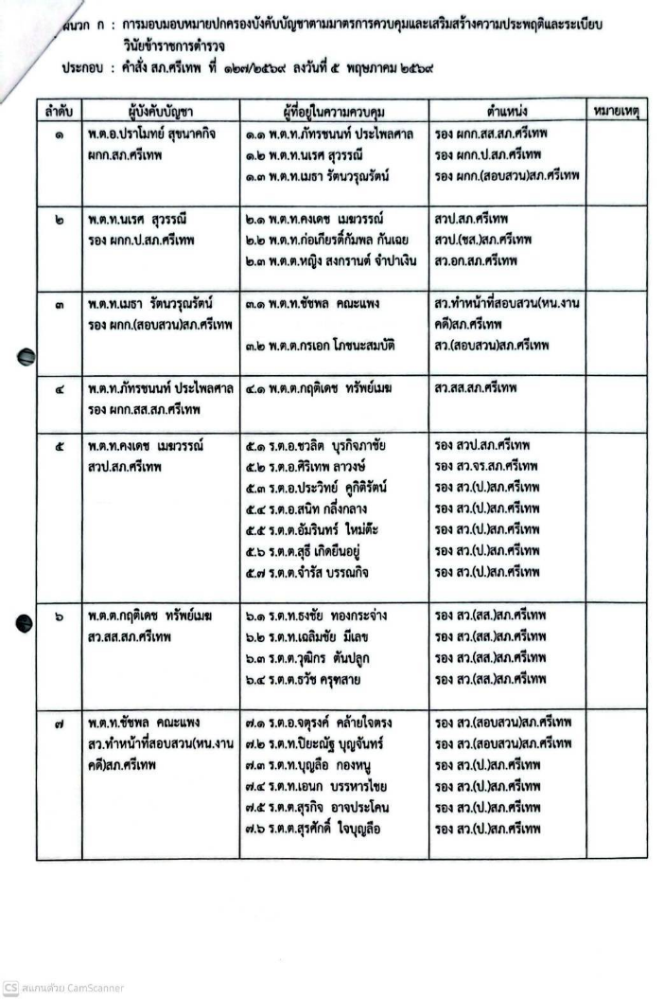 ผนวก ก : การมอบมอบหมายปกครองบังคับบัญชาตามมาตรการควบคุมและเสริมสร้างความประพฤติและระเบียบ
วินัยข้าราชการตำรวจ
ประกอบ : คำสั่ง สภ.ศรีเทพ ที่ ๑๒๗/๒๕๖๙ ลงวันที่ ๕ พฤษภาคม ๒๕๖๙
ลำดับ ผู้บังคับบัญชา ผู้ที่อยู่ในความควบคุม ตำแหน่ง หมายเหตุ
๑ พ.ต.อ.ปราโมทย์ สุขนาคกิจ ๑.๑ พ.ต.ท.ภัทรชนนท์ ประไพลศาล รอง ผกก.สส.สภ.ศรีเทพ
ผกก.สภ.ศรีเทพ ๑.๒ พ.ต.ท.นเรศ สุวรรณี รอง ผกก.ป.สภ.ศรีเทพ
๑.๓ พ.ต.ท.เมธา รัตนวรุณรัตน์ รอง ผกก.(สอบสวน)สภ.ศรีเทพ
๒ พ.ต.ท.นเรศ สุวรรณี ๒.๑ พ.ต.ท.คงเดช เมฆวรรณ์ สวป.สภ.ศรีเทพ
รอง ผกก.ป.สภ.ศรีเทพ ๒.๒ พ.ต.ท.ก่อเกียรติ์กัมพล กันเฉย สวป.(ชส.)สภ.ศรีเทพ
๒.๓ พ.ต.ต.หญิง สงกรานต์ จำปาเงิน สว.อก.สภ.ศรีเทพ
๓ พ.ต.ท.เมธา รัตนวรุณรัตน์ ๓.๑ พ.ต.ท.ชัชพล คณะแพง สว.ทำหน้าที่สอบสวน(หน.งาน
รอง ผกก.(สอบสวน)สภ.ศรีเทพ คดี)สภ.ศรีเทพ
๓.๒ พ.ต.ต.กรเอก โภชนะสมบัติ สว.(สอบสวน)สภ.ศรีเทพ
๔ พ.ต.ท.ภัทรชนนท์ ประไพลศาล ๔.๑ พ.ต.ต.กฤติเดช ทรัพย์เมฆ สว.สส.สภ.ศรีเทพ
รอง ผกก.สส.สภ.ศรีเทพ
๕ พ.ต.ท.คงเดช เมฆวรรณ์ ๕.๑ ร.ต.อ.ชวลิต บุรกิจภาชัย รอง สวป.สภ.ศรีเทพ
สวป.สภ.ศรีเทพ ๕.๒ ร.ต.อ.ศิริเทพ ลาวงษ์ รอง สว.จร.สภ.ศรีเทพ
๕.๓ ร.ต.อ.ประวิทย์ คูกิติรัตน์ รอง สว.(ป.)สภ.ศรีเทพ
๕.๔ ร.ต.อ.สนิท กลิ่งกลาง รอง สว.(ป.)สภ.ศรีเทพ
๕.๕ ร.ต.ต.อัมรินทร์ ใหม่ต๊ะ รอง สว.(ป.)สภ.ศรีเทพ
๕.๖ ร.ต.ต.สุธี เกิดยืนอยู่ รอง สว.(ป.)สภ.ศรีเทพ
๕.๗ ร.ต.ต.จำรัส บรรณกิจ รอง สว.(ป.)สภ.ศรีเทพ
๖ พ.ต.ต.กฤติเดช ทรัพย์เมฆ ๖.๑ ร.ต.ท.ธงชัย ทองกระจ่าง รอง สว.(สส.)สภ.ศรีเทพ
สว.สส.สภ.ศรีเทพ ๖.๒ ร.ต.ท.เฉลิมชัย มีเลข รอง สว.(สส.)สภ.ศรีเทพ
๖.๓ ร.ต.ต.วุฒิกร ตันปลูก รอง สว.(สส.)สภ.ศรีเทพ
๖.๔ ร.ต.ต.ธวัช ครุฑสาย รอง สว.(สส.)สภ.ศรีเทพ
๗ พ.ต.ท.ชัชพล คณะแพง ๗.๑ ร.ต.อ.จตุรงค์ คล้ายใจตรง รอง สว.(สอบสวน)สภ.ศรีเทพ
สว.ทำหน้าที่สอบสวน(หน.งาน ๗.๒ ร.ต.ท.ปิยะณัฐ บุญจันทร์ รอง สว.(สอบสวน)สภ.ศรีเทพ
คดี)สภ.ศรีเทพ ๗.๓ ร.ต.ท.บุญลือ กองหนู รอง สว.(ป.)สภ.ศรีเทพ
๗.๔ ร.ต.ท.เอนก บรรหารไชย รอง สว.(ป.)สภ.ศรีเทพ
๗.๕ ร.ต.ต.สุรกิจ อาจประโคน รอง สว.(ป.)สภ.ศรีเทพ
๗.๖ ร.ต.ต.สุรศักดิ์ ใจบุญลือ รอง สว.(ป.)สภ.ศรีเทพ
CS สแกนด้วย CamScanner